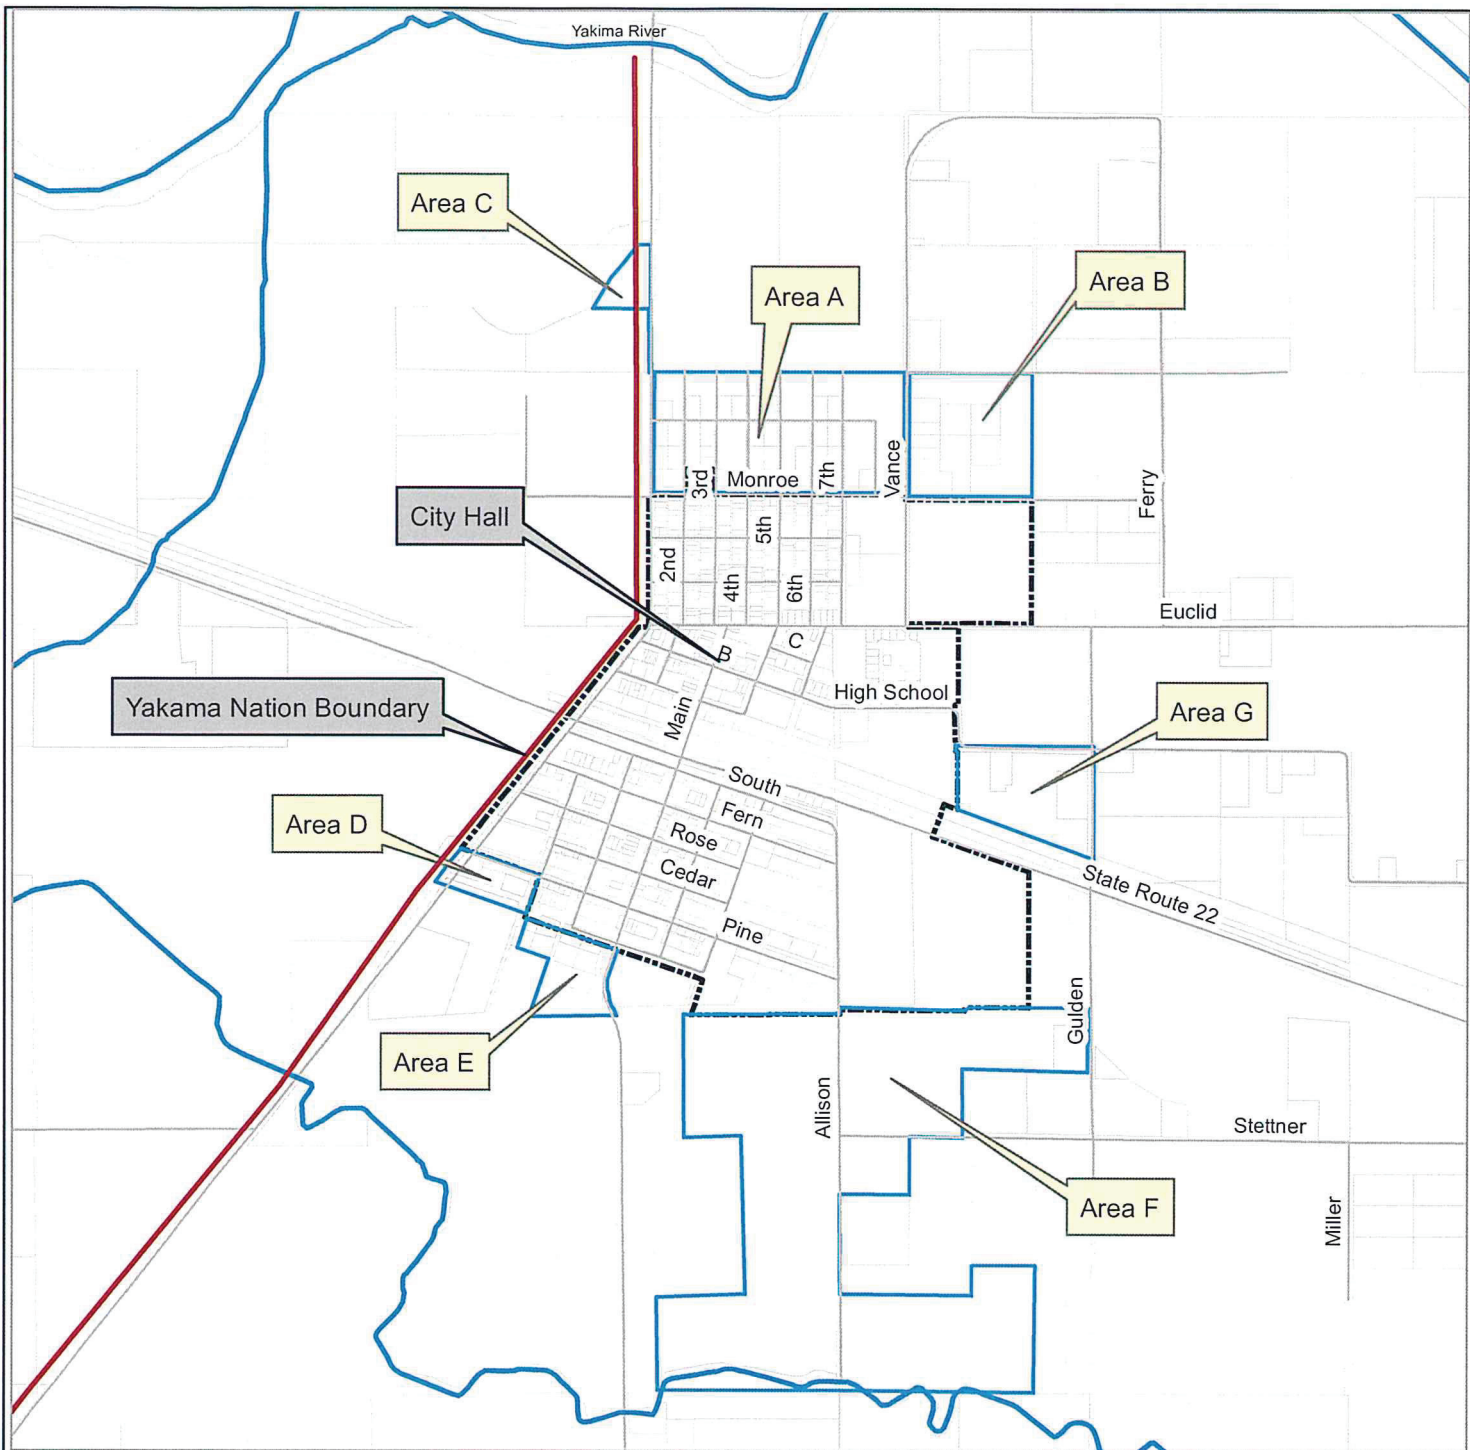 Yakima River
Area C
Area A
Area B
3rd
Monroe
7th
Vance
Ferry
City Hall
5th
2nd
4th
6th
Euclid
B
C
High School
Yakama Nation Boundary
Main
Area G
South
Fern
Area D
Rose
Cedar
State Route 22
Pine
Gulden
Area E
Allison
Stettner
Area F
Miller